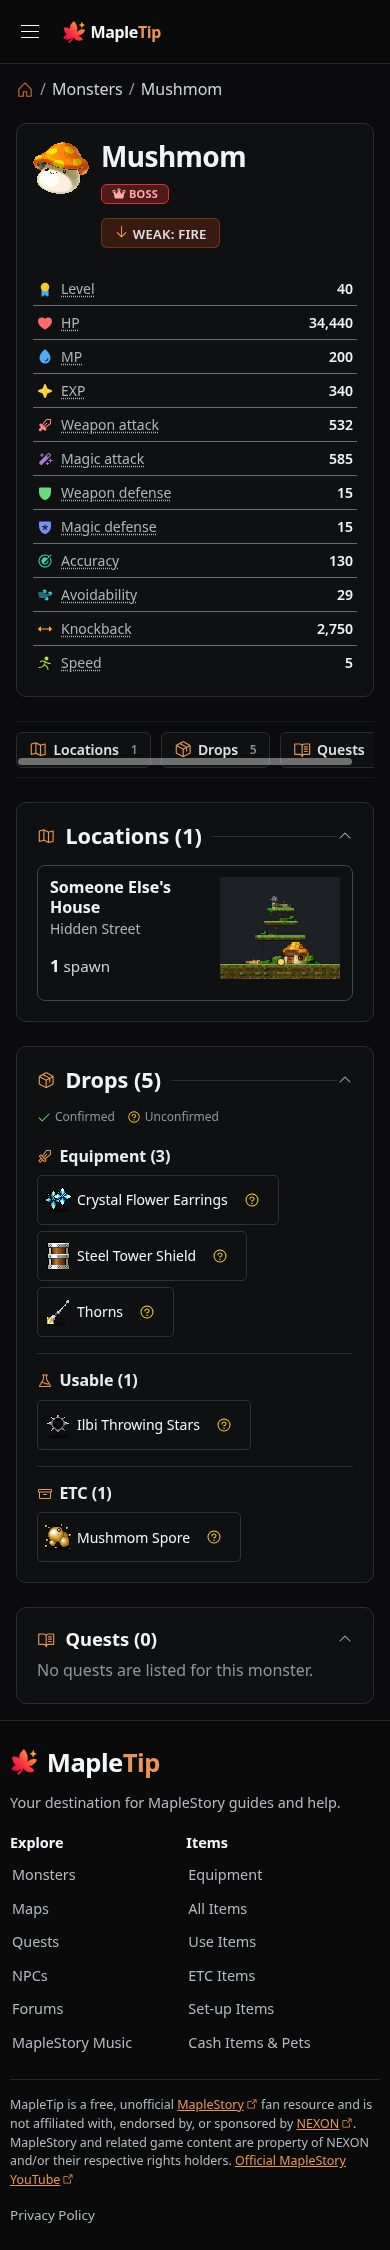 MapleTip
/ Monsters / Mushmom
Mushmom
BOSS
WEAK: FIRE
Level 40
HP 34,440
MP 200
EXP 340
Weapon attack 532
Magic attack 585
Weapon defense 15
Magic defense 15
Accuracy 130
Avoidability 29
Knockback 2,750
Speed 5
Locations 1 Drops 5 Quests
Locations (1)
Someone Else's
House
Hidden Street
1 spawn
Drops (5)
Confirmed Unconfirmed
Equipment (3)
Crystal Flower Earrings
Steel Tower Shield
Thorns
Usable (1)
Ilbi Throwing Stars
ETC (1)
Mushmom Spore
Quests (0)
No quests are listed for this monster.
MapleTip
Your destination for MapleStory guides and help.
Explore
Monsters
Maps
Quests
NPCs
Forums
MapleStory Music
Items
Equipment
All Items
Use Items
ETC Items
Set-up Items
Cash Items & Pets
MapleTip is a free, unofficial MapleStory fan resource and is
not affiliated with, endorsed by, or sponsored by NEXON.
MapleStory and related game content are property of NEXON
and/or their respective rights holders. Official MapleStory
YouTube
Privacy Policy